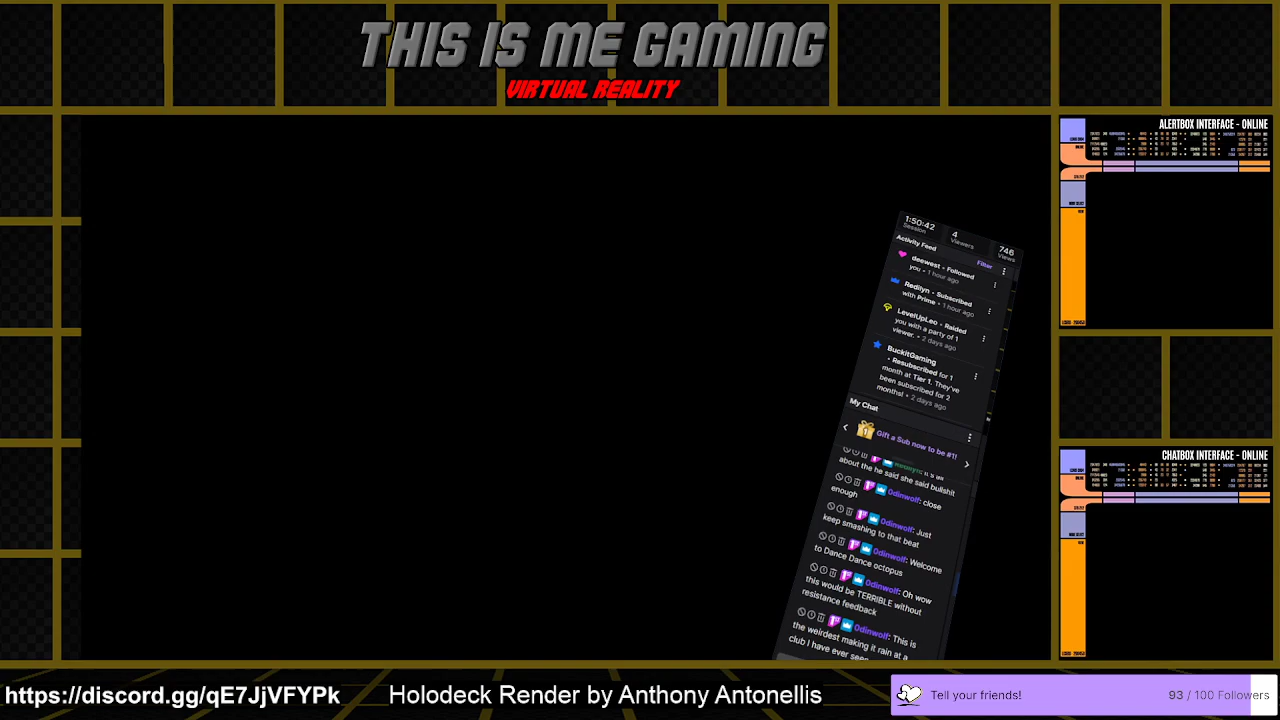 THIS IS ME GAMING
VIRTUAL REALITY
ALERTBOX INTERFACE - ONLINE
1:50:42
Session
4
Viewers
746
Views
Activity Feed
Filter
deewest • Followed
you • 1 hour ago
Redilyn • Subscribed
with Prime • 1 hour ago
LevelUpLeo • Raided
you with a party of 1
viewer. • 2 days ago
BuckitGaming
• Resubscribed for 1
month at Tier 1. They've
been subscribed for 2
months! • 2 days ago
My Chat
Gift a Sub now to be #1!
about the he said she said bullshit
Odinwolf: close
enough
Odinwolf: Just
keep smashing to that beat
Odinwolf: Welcome
to Dance Dance octopus
Odinwolf: Oh wow
this would be TERRIBLE without
resistance feedback
Odinwolf: This is
the weirdest making it rain at a
club I have ever seen
CHATBOX INTERFACE - ONLINE
https://discord.gg/qE7JjVFYPk
Holodeck Render by Anthony Antonellis
Tell your friends!
93 / 100 Followers